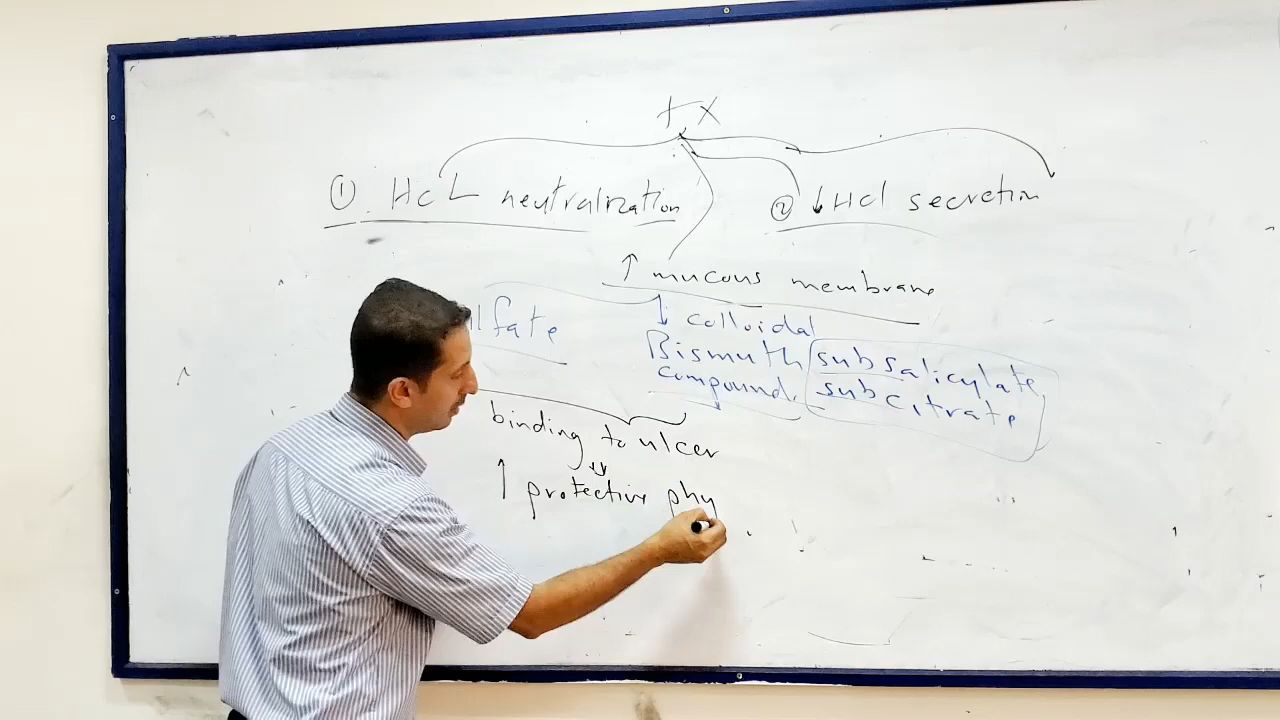 tx
① HCL neutralization
② ↓ HCl secretion
↑ mucous membrane
lfate
colloidal
Bismuth subsalicylate
compound. subcitrate
binding to ulcer
↑ protective phy